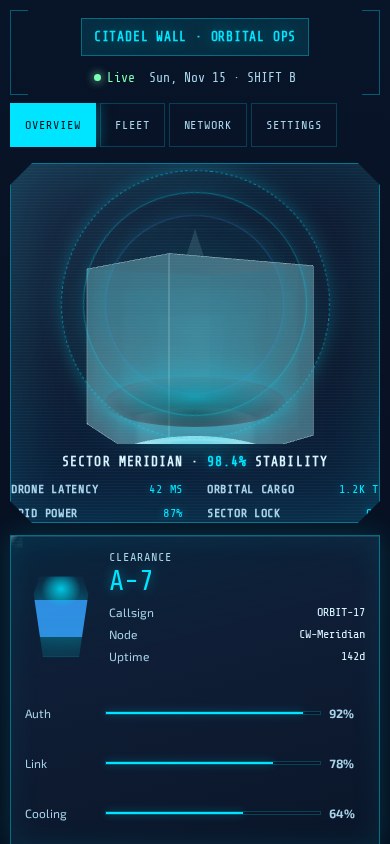 CITADEL WALL · ORBITAL OPS
Live Sun, Nov 15 · SHIFT B
OVERVIEW FLEET NETWORK SETTINGS
SECTOR MERIDIAN · 98.4% STABILITY
DRONE LATENCY 42 MS ORBITAL CARGO 1.2K T
POWER 87% SECTOR LOCK
CLEARANCE
A-7
Callsign ORBIT-17
Node CW-Meridian
Uptime 142d
Auth 92%
Link 78%
Cooling 64%